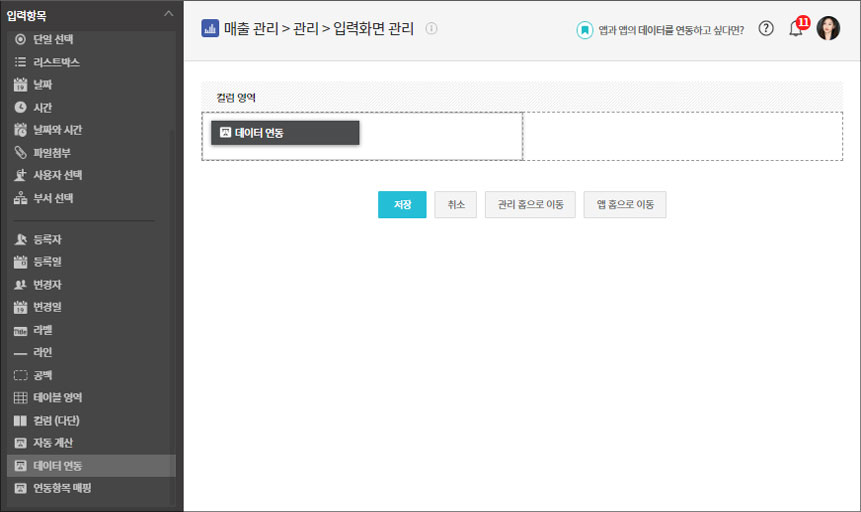 입력항목
단일 선택
리스트박스
날짜
시간
날짜와 시간
파일첨부
사용자 선택
부서 선택
등록자
등록일
변경자
변경일
Title 라벨
라인
공백
테이블 영역
컬럼 (다단)
자동 계산
데이터 연동
연동항목 매핑
매출 관리 > 관리 > 입력화면 관리
앱과 앱의 데이터를 연동하고 싶다면?
11
컬럼 영역
데이터 연동
저장
취소
관리 홈으로 이동
앱 홈으로 이동